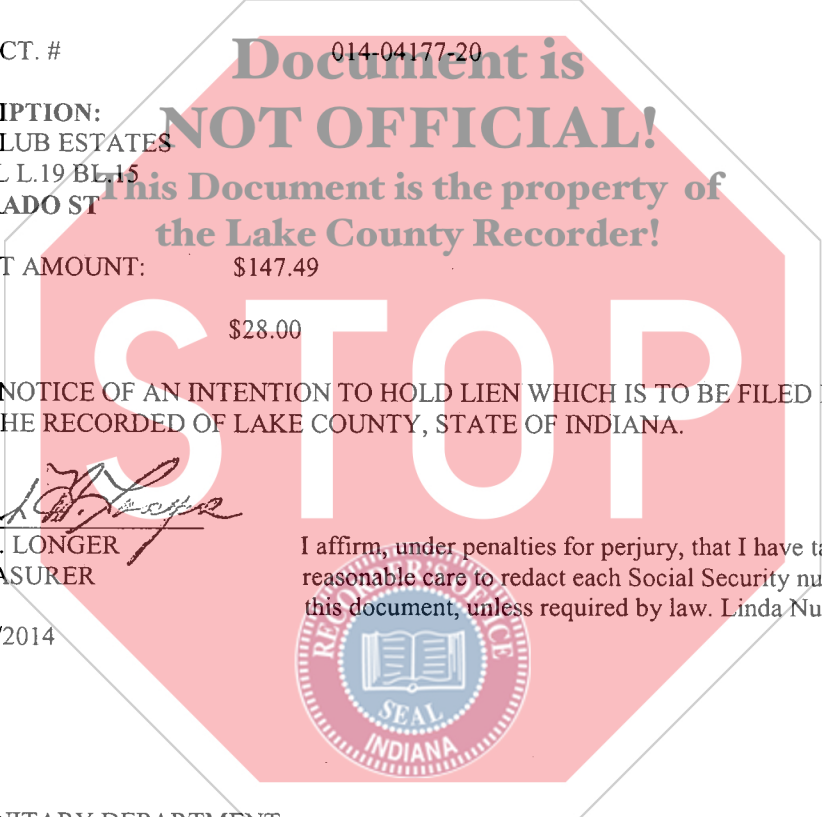 CT. # 014-04177-20
Document is
IPTION:
NOT OFFICIAL!
LUB ESTATES
L L.19 BL.15
This Document is the property of
ADO ST
the Lake County Recorder!
T AMOUNT: $147.49
$28.00
STOP
NOTICE OF AN INTENTION TO HOLD LIEN WHICH IS TO BE FILED
HE RECORDED OF LAKE COUNTY, STATE OF INDIANA.
. LONGER
ASURER
I affirm, under penalties for perjury, that I have ta
reasonable care to redact each Social Security nu
this document, unless required by law. Linda Nu
/2014
RECORDER'S OFFICE
SEAL
INDIANA
NITARY DEPARTMENT